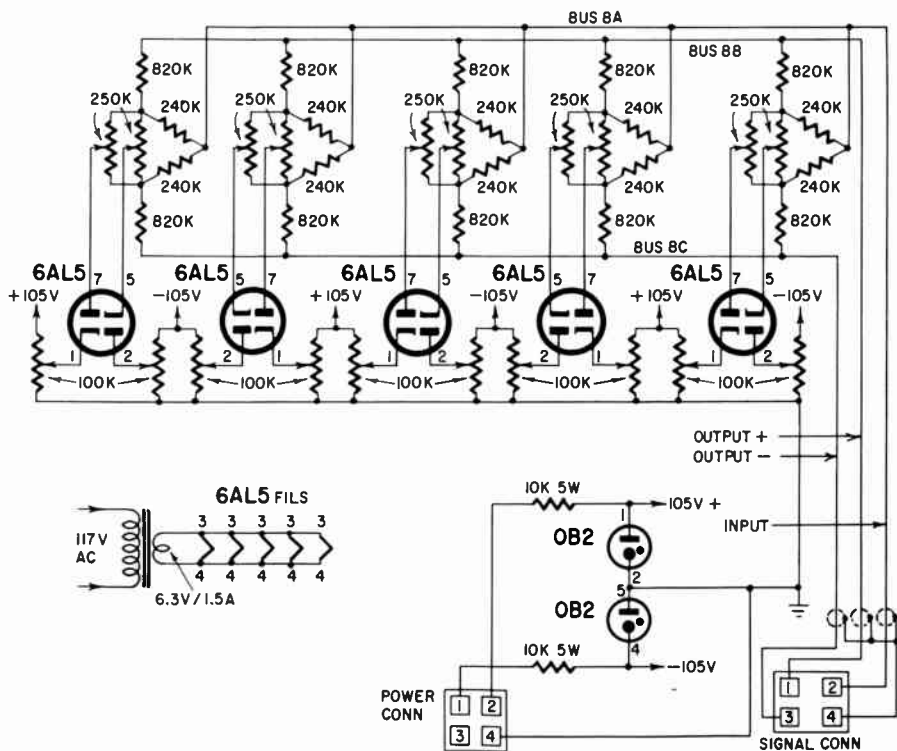 BUS 8A
BUS 8B
820K 820K 820K 820K 820K
250K 240K 250K 240K 250K 240K 250K 240K 250K 240K
240K 240K 240K 240K 240K
820K 820K 820K 820K 820K
BUS 8C
6AL5 6AL5 6AL5 6AL5 6AL5
7 5 5 7 7 5 5 7 7 5
+105V -105V +105V -105V +105V -105V
1 2 2 1 1 2 2 1 1 2
100K 100K 100K 100K 100K
OUTPUT +
OUTPUT -
6AL5 FILS
3 3 3 3 3
117V
AC
4 4 4 4 4
6.3V/1.5A
10K 5W
105V +
1
OB2
2
INPUT
5
OB2
4
10K 5W
-105V
POWER
CONN
1 2
3 4
1 2
3 4
SIGNAL CONN